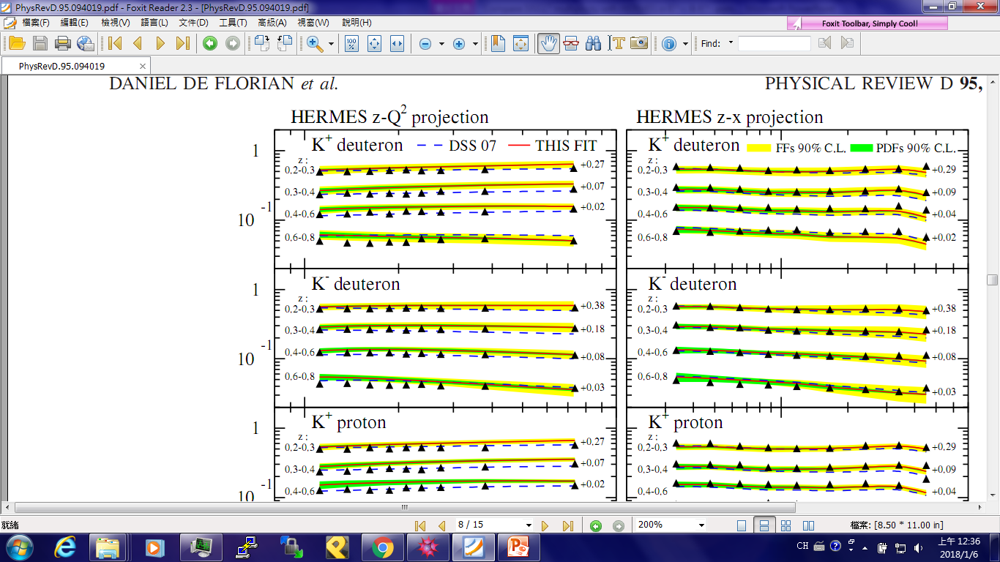 PhysRevD.95.094019.pdf - Foxit Reader 2.3 - [PhysRevD.95.094019.pdf]
檔案(F) 編輯(E) 檢視(V) 語言(L) 文件(D) 工具(T) 高級(A) 視窗(W) 說明(H)
Foxit Toolbar, Simply Cool!
Find:
PhysRevD.95.094019
DANIEL DE FLORIAN et al. PHYSICAL REVIEW D 95,
HERMES z-Q2 projection HERMES z-x projection
K+ deuteron DSS 07 THIS FIT K+ deuteron FFs 90% C.L. PDFs 90% C.L.
1 z : z :
0.2-0.3 +0.27 0.2-0.3 +0.29
0.3-0.4 +0.07 0.3-0.4 +0.09
10 -1 0.4-0.6 +0.02 0.4-0.6 +0.04
0.6-0.8 0.6-0.8 +0.02
K- deuteron K- deuteron
1 z : z :
0.2-0.3 +0.38 0.2-0.3 +0.38
0.3-0.4 +0.18 0.3-0.4 +0.18
10 -1 0.4-0.6 +0.08 0.4-0.6 +0.08
0.6-0.8 +0.03 0.6-0.8 +0.03
K+ proton K+ proton
1 z : z :
0.2-0.3 +0.27 0.2-0.3 +0.29
0.3-0.4 +0.07 0.3-0.4 +0.09
10 -1 0.4-0.6 +0.02 0.4-0.6 +0.04
就緒 8 / 15 200% 檔案: [8.50 * 11.00 in]
CH 上午 12:36
2018/1/6